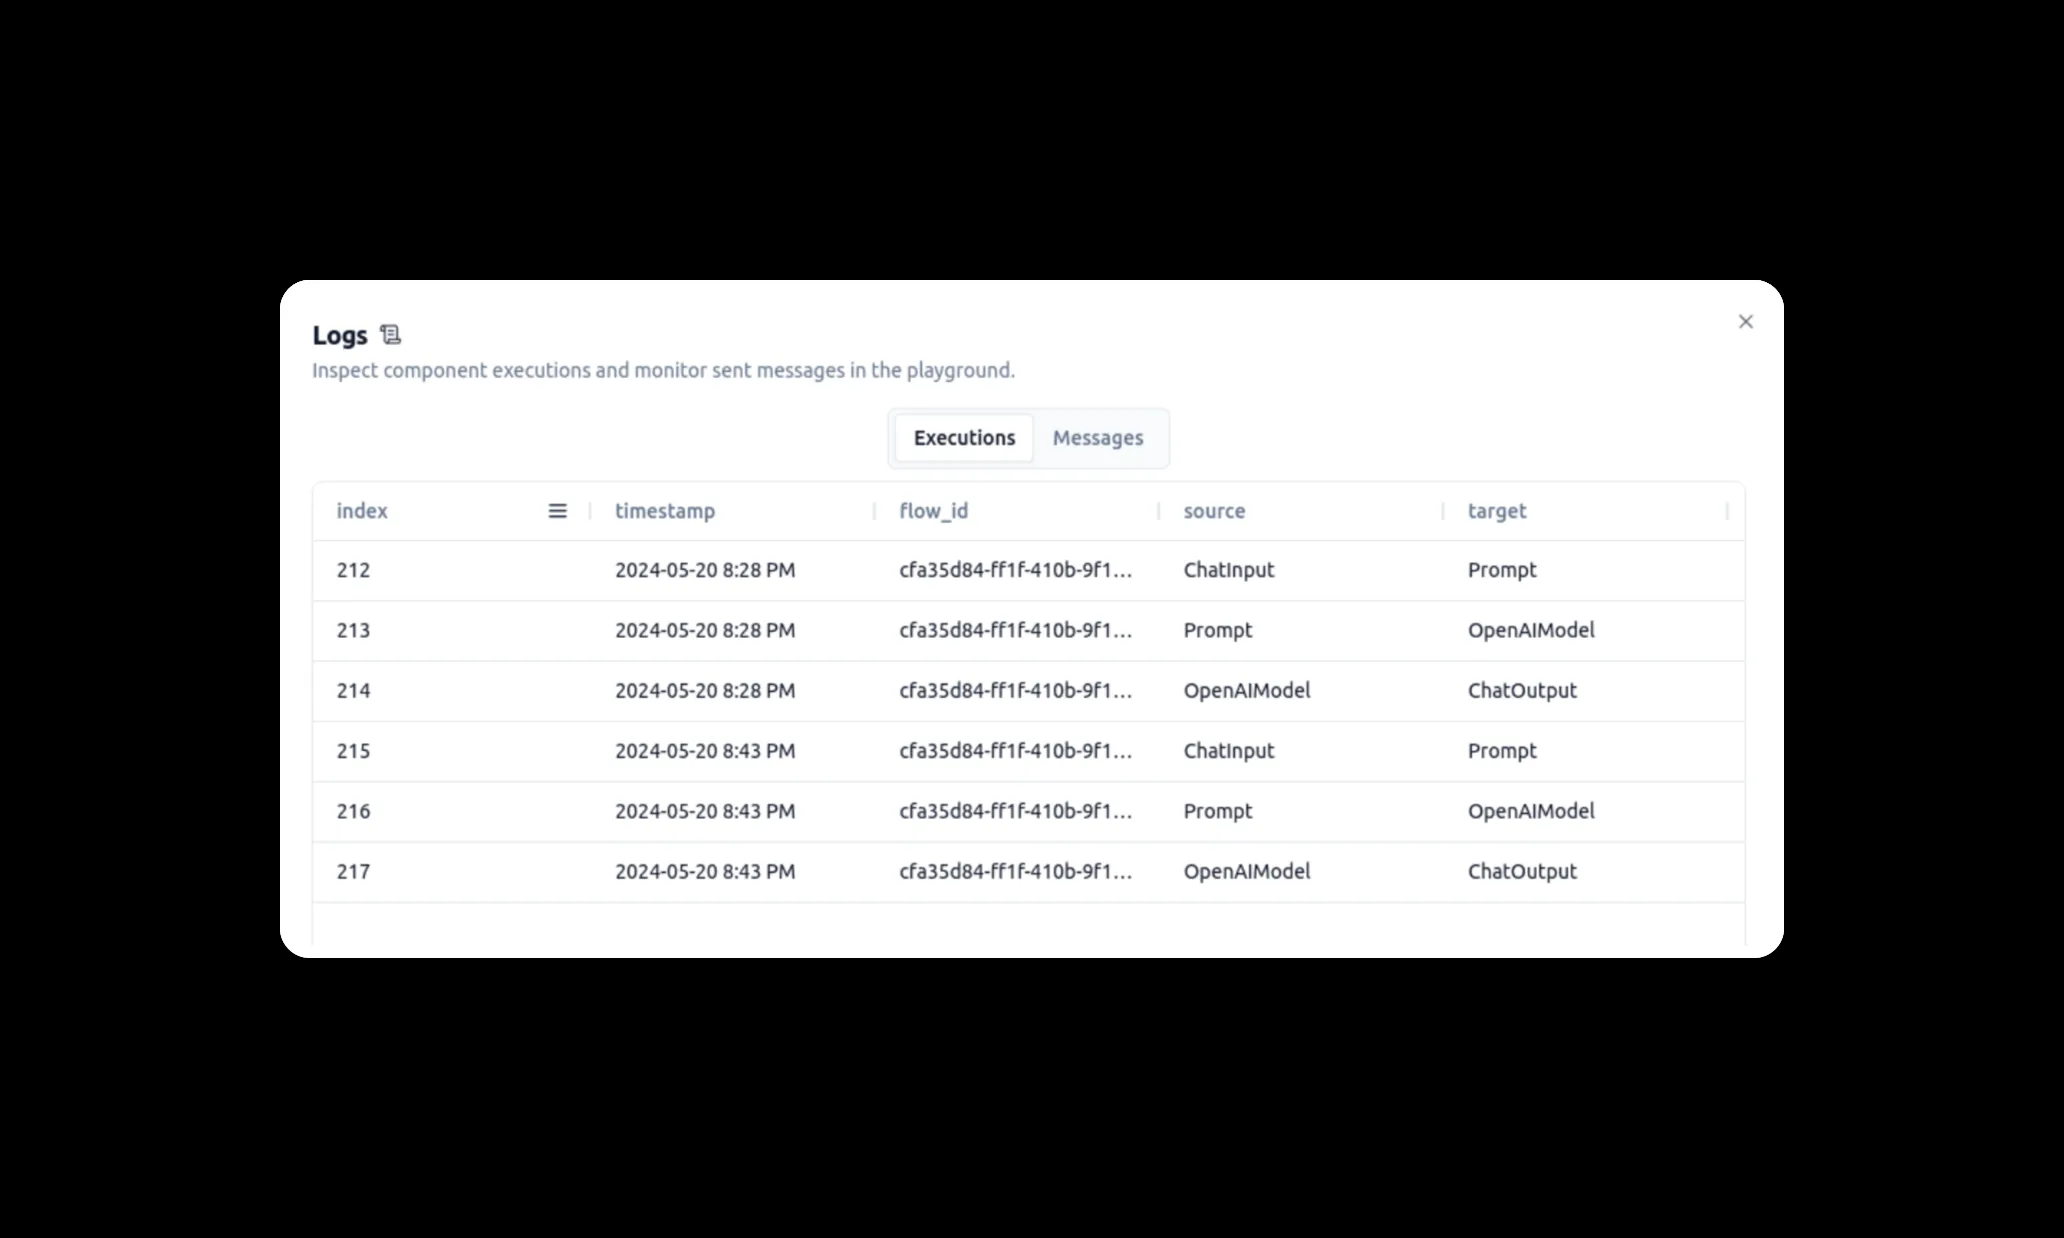 Logs
Inspect component executions and monitor sent messages in the playground.
Executions Messages
index timestamp flow_id source target
212 2024-05-20 8:28 PM cfa35d84-ff1f-410b-9f1... ChatInput Prompt
213 2024-05-20 8:28 PM cfa35d84-ff1f-410b-9f1... Prompt OpenAIModel
214 2024-05-20 8:28 PM cfa35d84-ff1f-410b-9f1... OpenAIModel ChatOutput
215 2024-05-20 8:43 PM cfa35d84-ff1f-410b-9f1... ChatInput Prompt
216 2024-05-20 8:43 PM cfa35d84-ff1f-410b-9f1... Prompt OpenAIModel
217 2024-05-20 8:43 PM cfa35d84-ff1f-410b-9f1... OpenAIModel ChatOutput